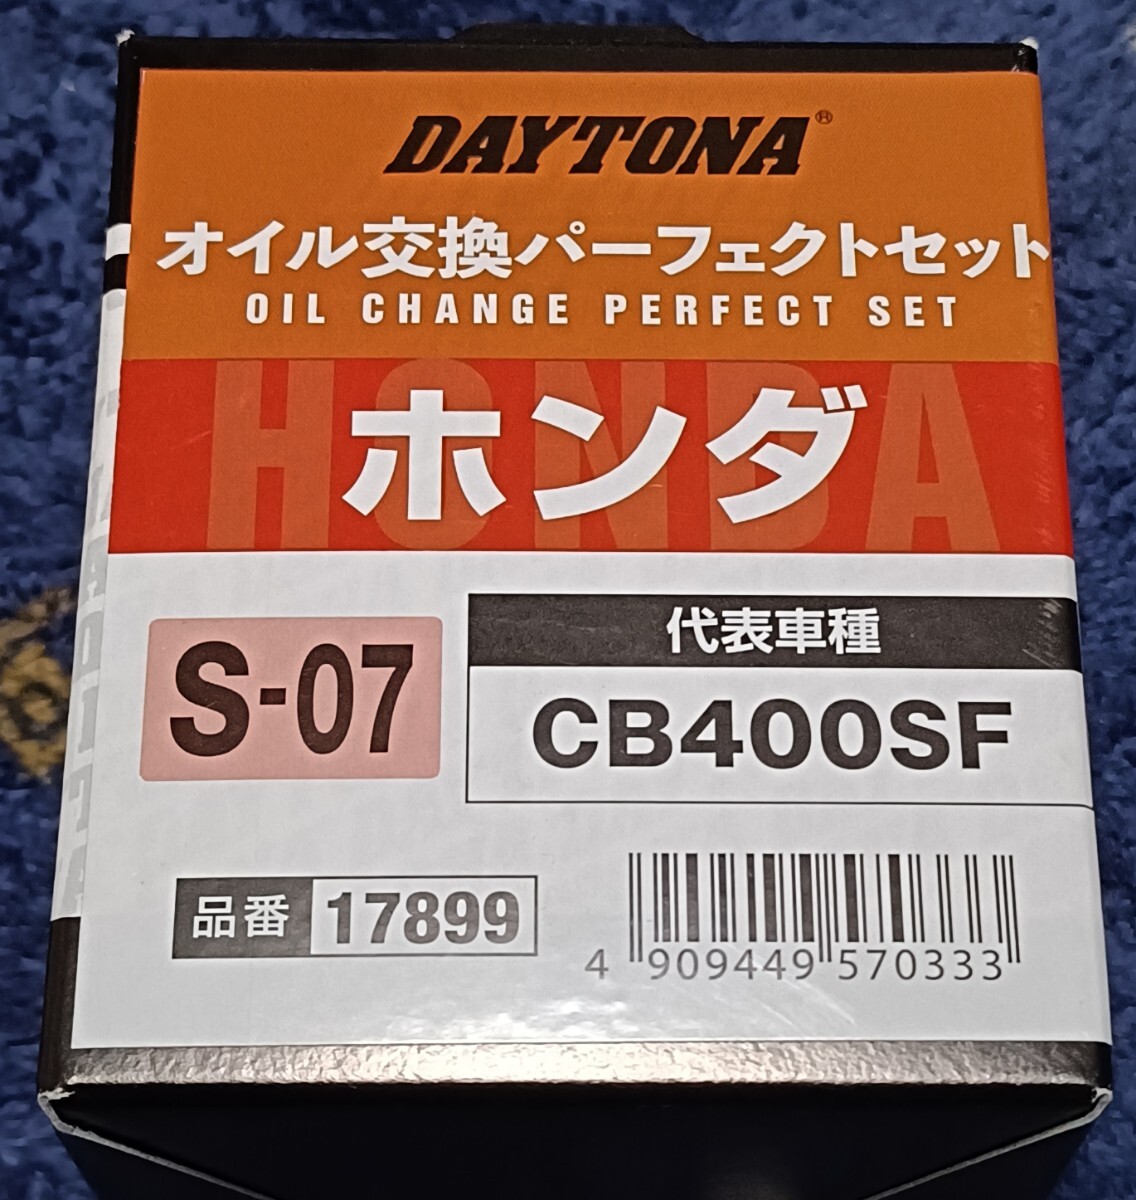 DAYTONA®
オイル交換パーフェクトセット
OIL CHANGE PERFECT SET
HONDA
ホンダ
S-07
代表車種
CB400SF
品番 17899
4 909449 570333